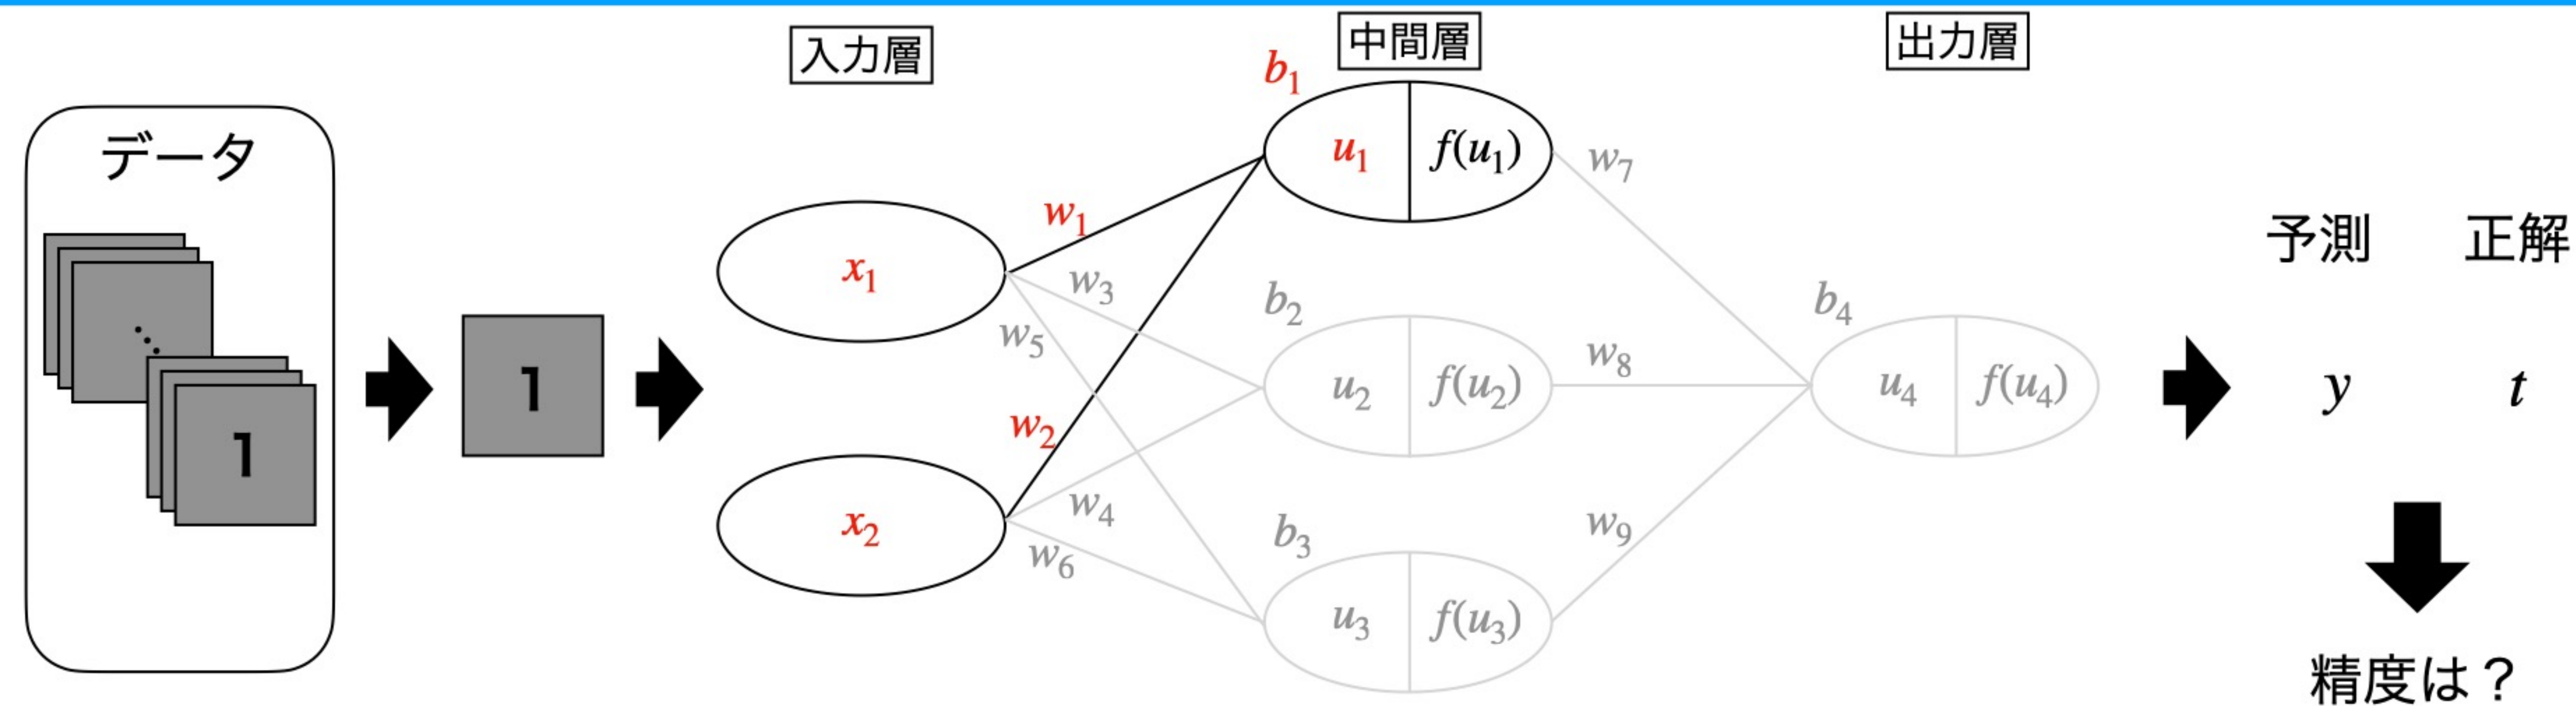 入力層
中間層
出力層
データ
1
1
x₁
x₂
w₁
w₃
w₅
w₂
w₄
w₆
b₁
u₁ f(u₁)
b₂
u₂ f(u₂)
b₃
u₃ f(u₃)
w₇
w₈
w₉
b₄
u₄ f(u₄)
予測 正解
y t
精度は？